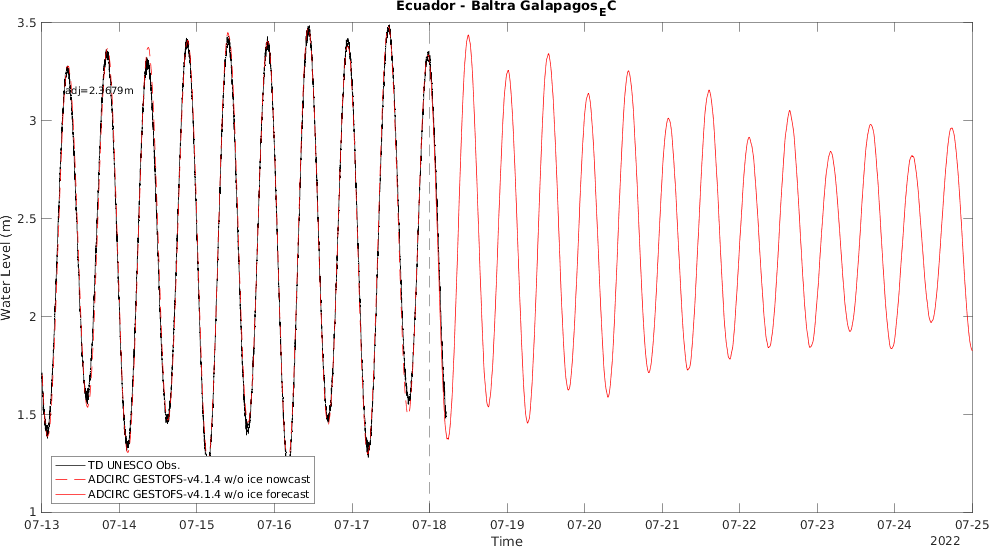 Ecuador - Baltra Galapagos_EC
3.5
3
2.5
2
1.5
1
Water Level (m)
adj=2.3679m
TD UNESCO Obs.
ADCIRC GESTOFS-v4.1.4 w/o ice nowcast
ADCIRC GESTOFS-v4.1.4 w/o ice forecast
07-13 07-14 07-15 07-16 07-17 07-18 07-19 07-20 07-21 07-22 07-23 07-24 07-25
Time
2022